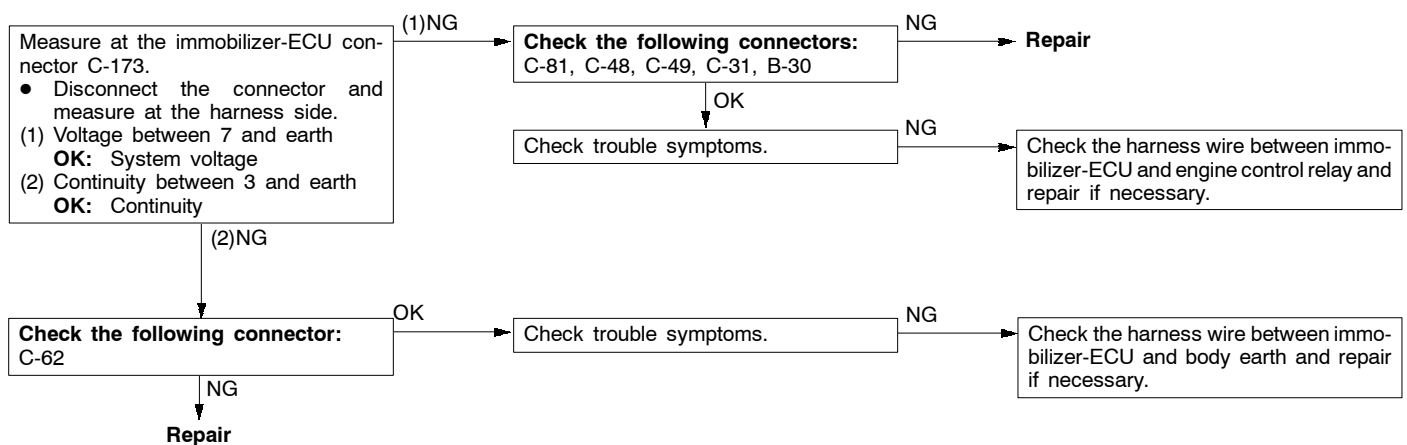 Measure at the immobilizer-ECU con-
nector C-173.
● Disconnect the connector and
measure at the harness side.
(1) Voltage between 7 and earth
OK: System voltage
(2) Continuity between 3 and earth
OK: Continuity
(1)NG
Check the following connectors:
C-81, C-48, C-49, C-31, B-30
NG
Repair
OK
Check trouble symptoms.
NG
Check the harness wire between immo-
bilizer-ECU and engine control relay and
repair if necessary.
(2)NG
Check the following connector:
C-62
OK
Check trouble symptoms.
NG
Check the harness wire between immo-
bilizer-ECU and body earth and repair
if necessary.
NG
Repair